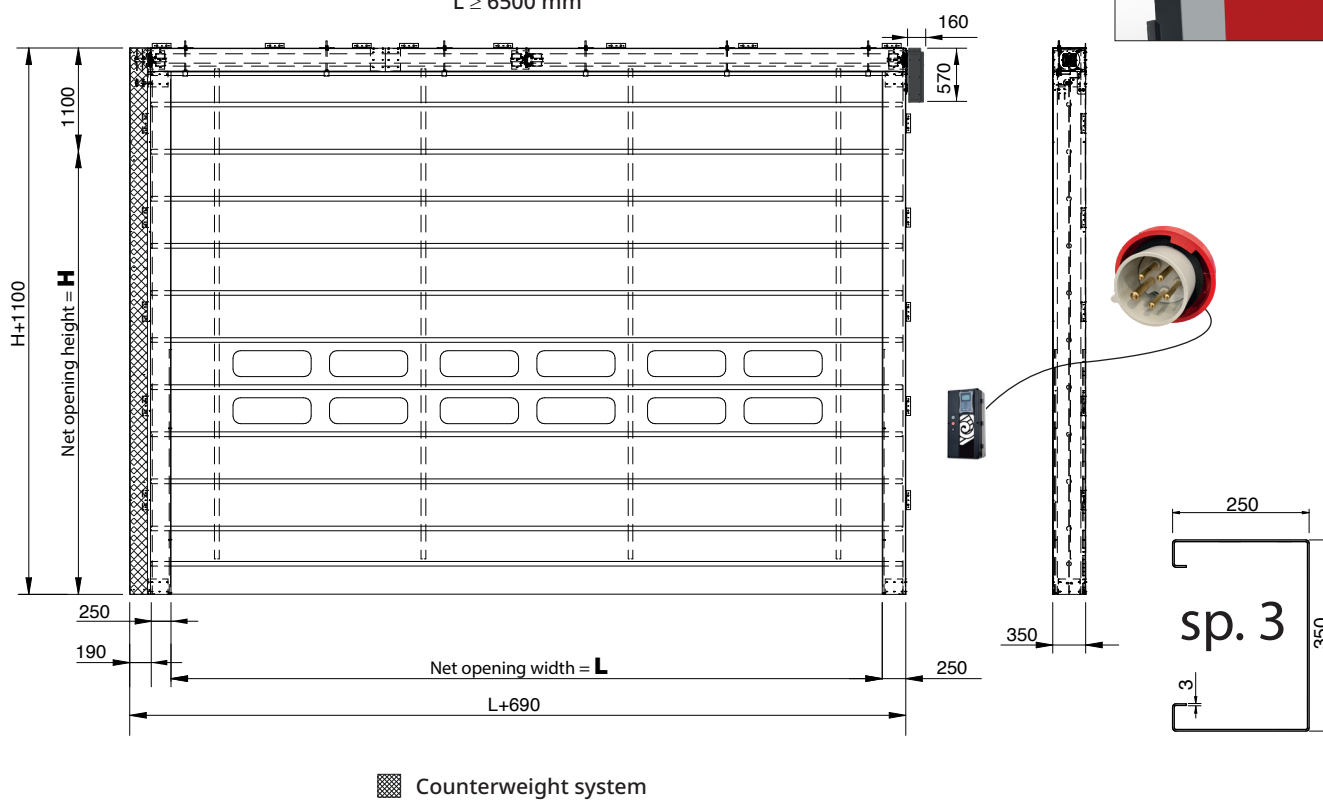 L ≥ 6500 mm
160
570
1100
H+1100
Net opening height = H
250
190
Net opening width = L
250
L+690
350
250
sp. 3
350
3
Counterweight system